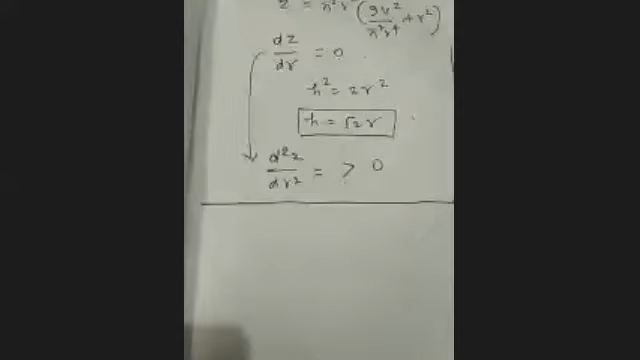 z = π²r² (9v²/π²r⁴ + r²)
dz/dr = 0
h² = 2r²
h = √2 r
d²z/dr² = > 0